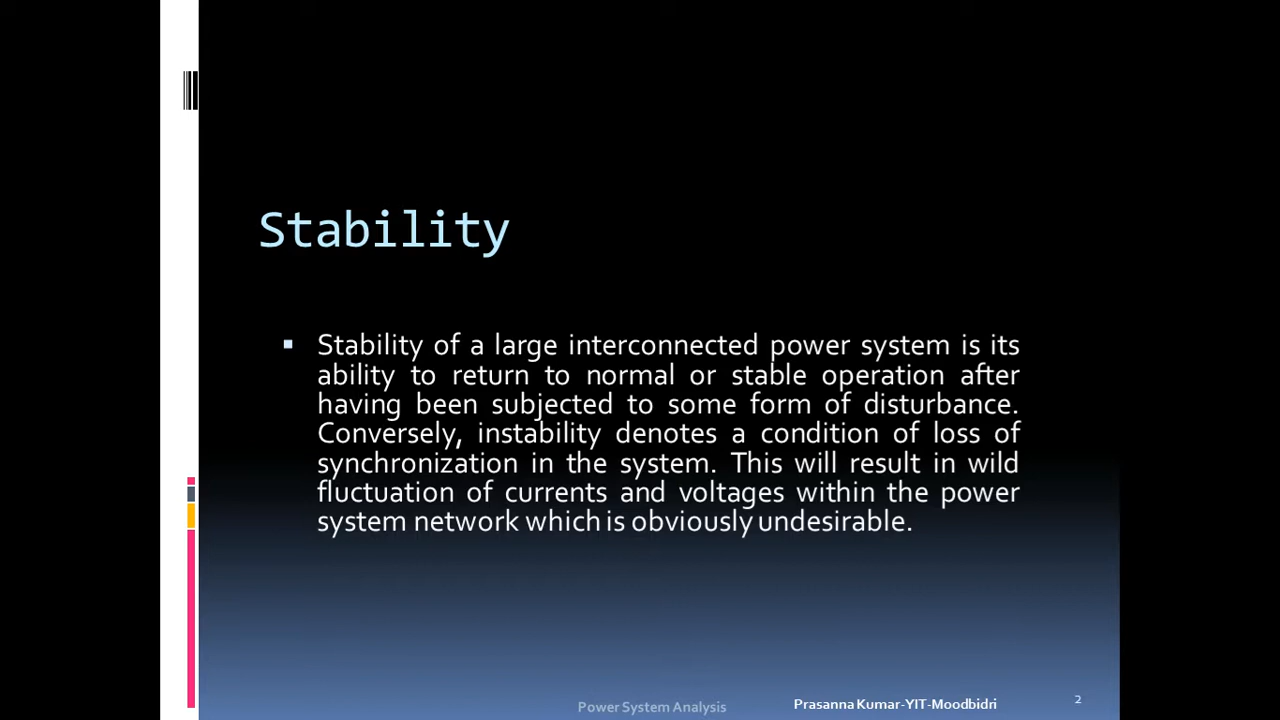 Stability
▪ Stability of a large interconnected power system is its
ability to return to normal or stable operation after
having been subjected to some form of disturbance.
Conversely, instability denotes a condition of loss of
synchronization in the system. This will result in wild
fluctuation of currents and voltages within the power
system network which is obviously undesirable.
Power System Analysis
Prasanna Kumar-YIT-Moodbidri
2